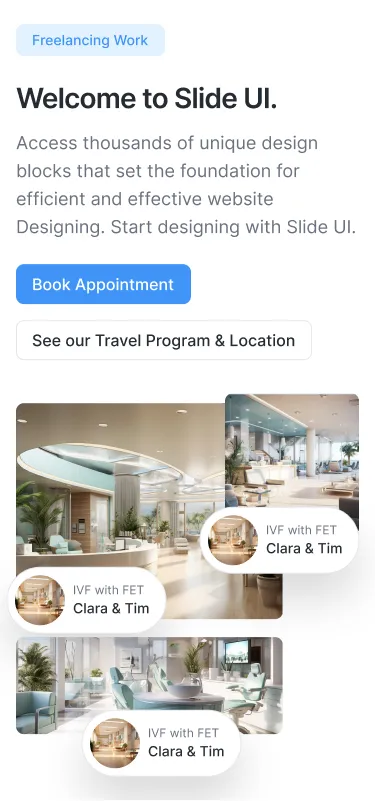 Freelancing Work
Welcome to Slide UI.
Access thousands of unique design
blocks that set the foundation for
efficient and effective website
Designing. Start designing with Slide UI.
Book Appointment
See our Travel Program & Location
IVF with FET
Clara & Tim
IVF with FET
Clara & Tim
IVF with FET
Clara & Tim